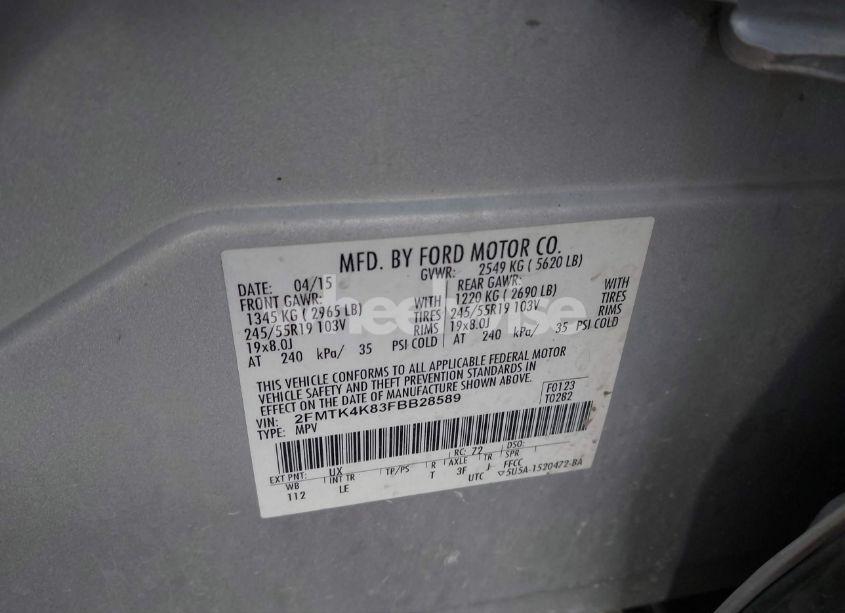 MFD. BY FORD MOTOR CO.
DATE: 04/15 GVWR: 2549 KG ( 5620 LB)
FRONT GAWR: REAR GAWR:
1345 KG ( 2965 LB) WITH 1220 KG ( 2690 LB) WITH
245/55R19 103V TIRES 245/55R19 103V TIRES
19x8.0J RIMS 19x8.0J RIMS
AT 240 kPa/ 35 PSI COLD AT 240 kPa/ 35 PSI COLD
THIS VEHICLE CONFORMS TO ALL APPLICABLE FEDERAL MOTOR
VEHICLE SAFETY AND THEFT PREVENTION STANDARDS IN
EFFECT ON THE DATE OF MANUFACTURE SHOWN ABOVE.
VIN: 2FMTK4K83FBB28589 F0123
TYPE: MPV T0282
EXT PNT: UX RC: 72 DSO:
WB INT TR TP/PS R AXLE TR SPR
112 LE T 3F J FFCC
UTC ▽5U5A-1520472-BA